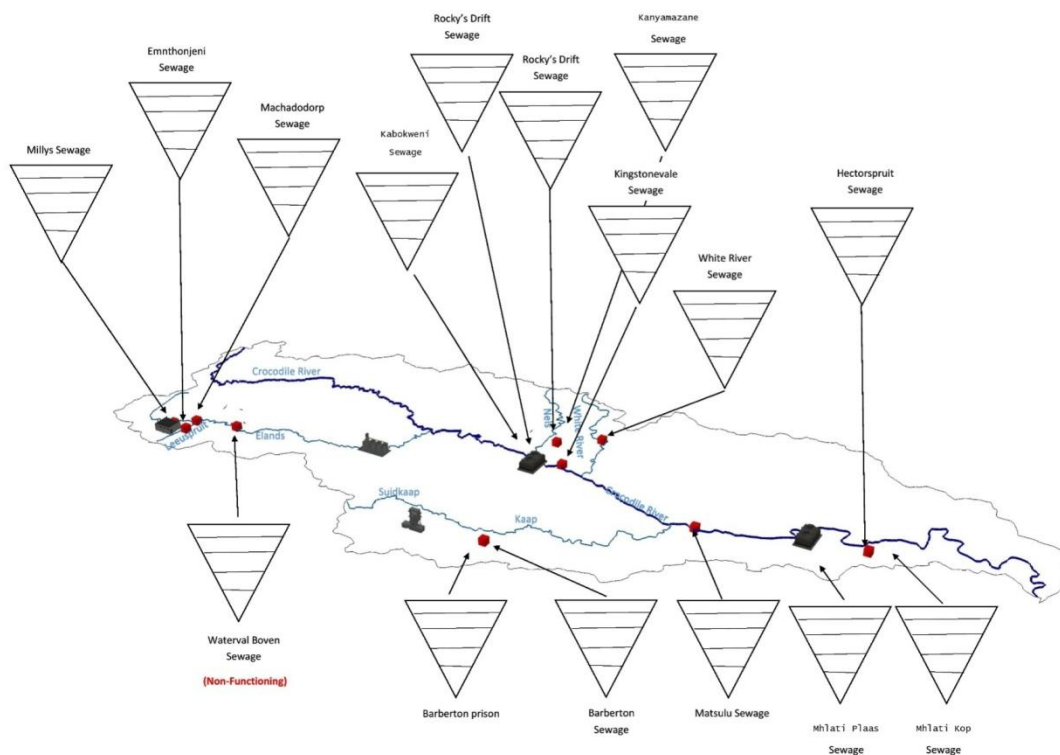 Rocky's Drift
Sewage
Kanyamazane
Sewage
Emnthonjeni
Sewage
Rocky's Drift
Sewage
Machadodorp
Sewage
Kabokweni
Sewage
Millys Sewage
Kingstonevale
Sewage
Hectorspruit
Sewage
White River
Sewage
Crocodile River
Nels
White River
Leeuspruit
Elands
Suidkaap
Kaap
Crocodile River
Waterval Boven
Sewage
(Non-Functioning)
Barberton prison
Barberton
Sewage
Matsulu Sewage
Mhlati Plaas
Sewage
Mhlati Kop
Sewage